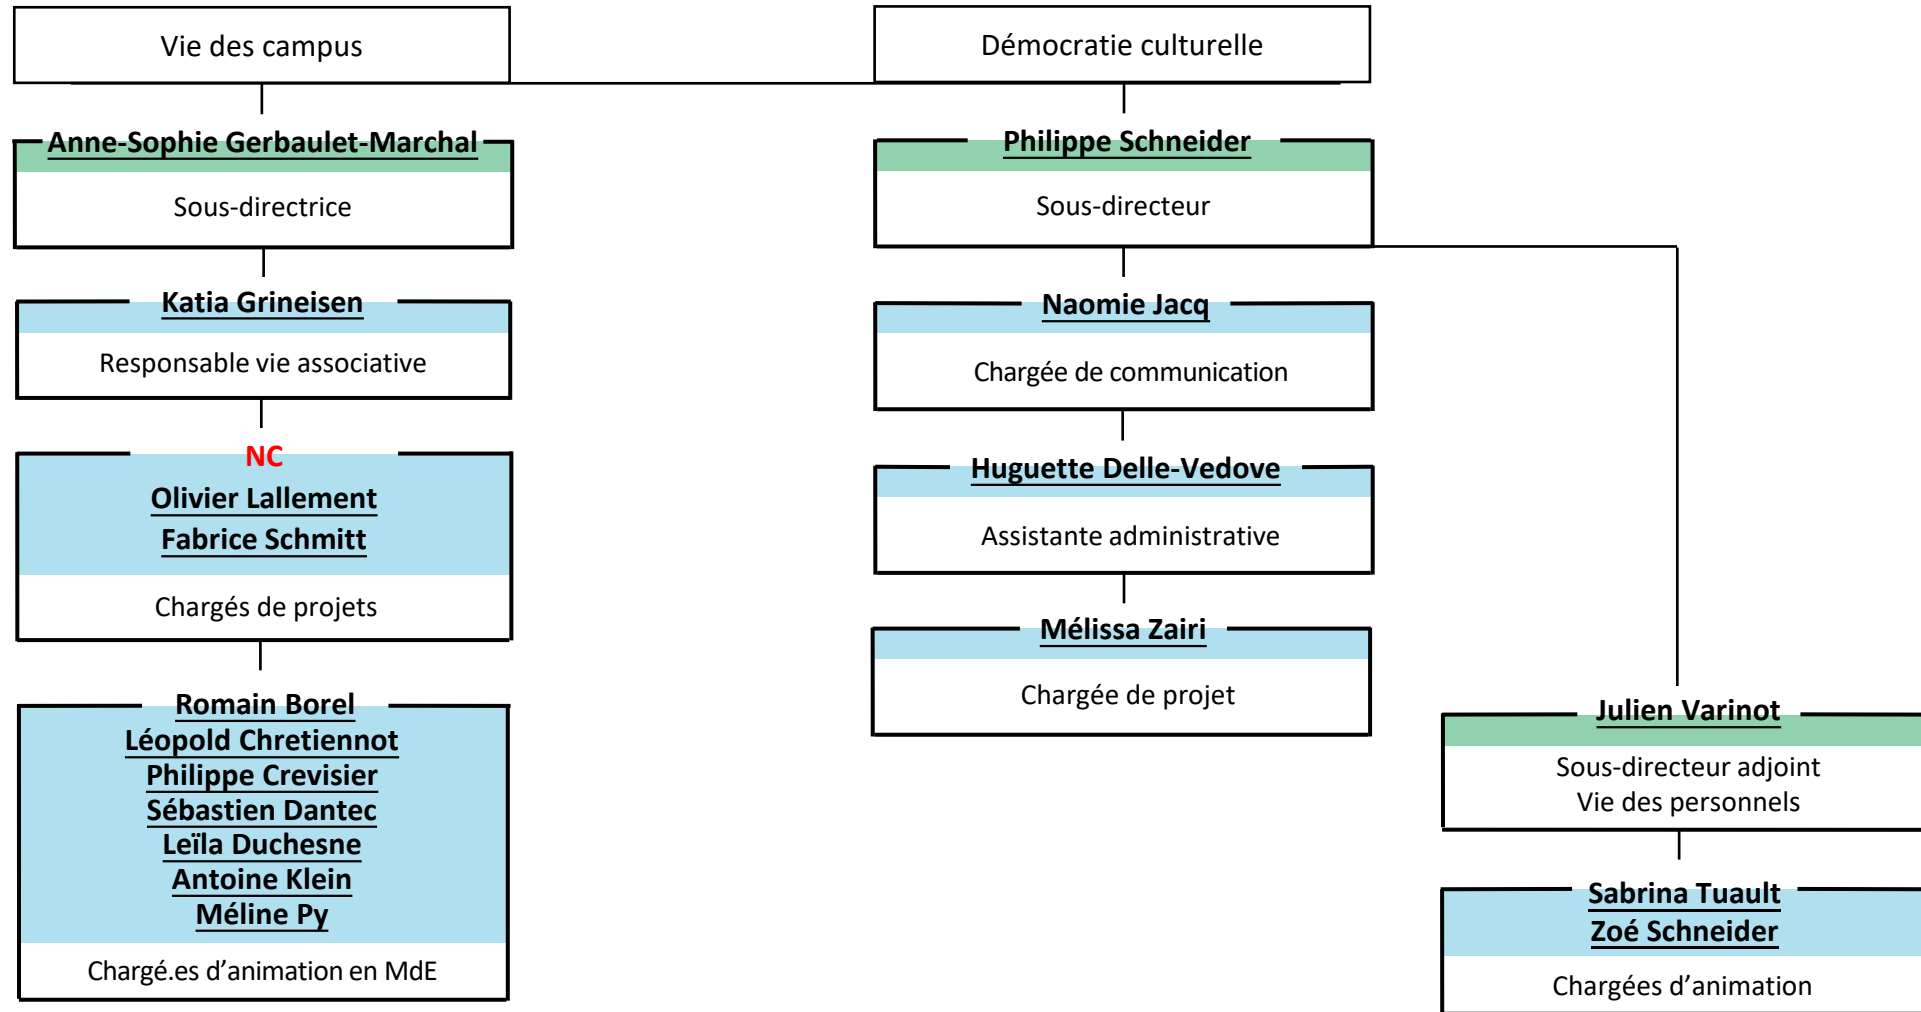 Vie des campus
Anne-Sophie Gerbaulet-Marchal
Sous-directrice
Katia Grineisen
Responsable vie associative
NC
Olivier Lallement
Fabrice Schmitt
Chargés de projets
Romain Borel
Léopold Chretiennot
Philippe Crevisier
Sébastien Dantec
Leïla Duchesne
Antoine Klein
Méline Py
Chargé.es d’animation en MdE
Démocratie culturelle
Philippe Schneider
Sous-directeur
Naomie Jacq
Chargée de communication
Huguette Delle-Vedove
Assistante administrative
Mélissa Zairi
Chargée de projet
Julien Varinot
Sous-directeur adjoint
Vie des personnels
Sabrina Tuault
Zoé Schneider
Chargées d’animation